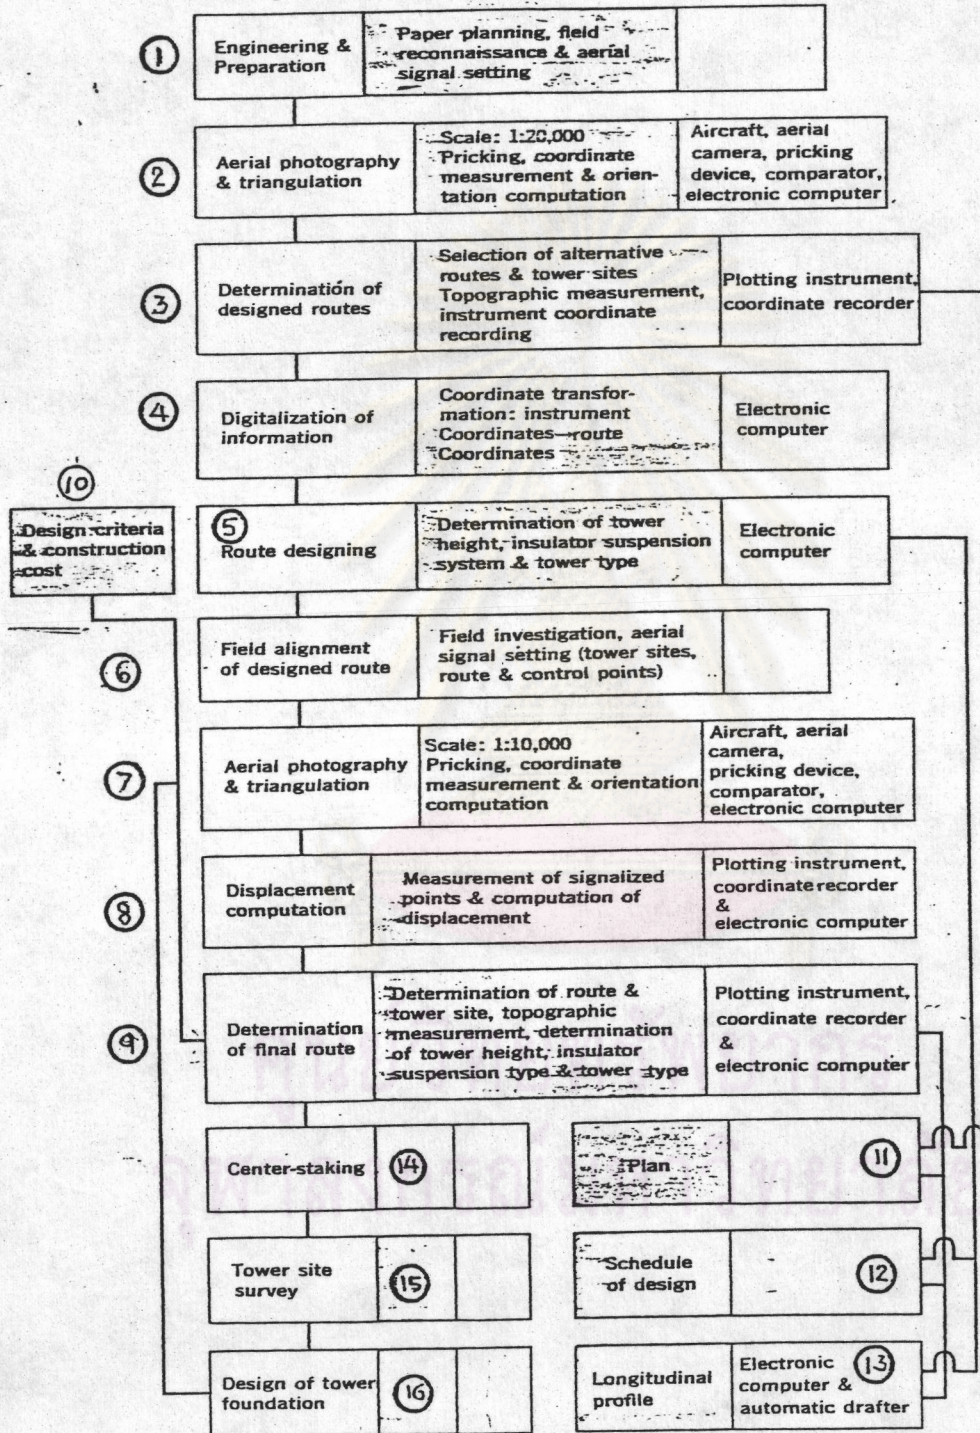 1
Engineering &
Preparation
Paper planning, field
reconnaissance & aerial
signal setting
2
Aerial photography
& triangulation
Scale: 1:20,000
Pricking, coordinate
measurement & orien-
tation computation
Aircraft, aerial
camera, pricking
device, comparator,
electronic computer
3
Determination of
designed routes
Selection of alternative
routes & tower sites
Topographic measurement,
instrument coordinate
recording
Plotting instrument,
coordinate recorder
4
Digitalization of
information
Coordinate transfor-
mation: instrument
Coordinates—route
Coordinates
Electronic
computer
10
Design criteria
& construction
cost
5
Route designing
Determination of tower
height, insulator suspension
system & tower type
Electronic
computer
6
Field alignment
of designed route
Field investigation, aerial
signal setting (tower sites,
route & control points)
7
Aerial photography
& triangulation
Scale: 1:10,000
Pricking, coordinate
measurement & orientation
computation
Aircraft, aerial
camera,
pricking device,
comparator,
electronic computer
8
Displacement
computation
Measurement of signalized
points & computation of
displacement
Plotting instrument,
coordinate recorder
&
electronic computer
9
Determination
of final route
Determination of route &
tower site, topographic
measurement, determination
of tower height, insulator
suspension type & tower type
Plotting instrument,
coordinate recorder
&
electronic computer
Center-staking
14
Plan
11
Tower site
survey
15
Schedule
of design
12
Design of tower
foundation
16
Longitudinal
profile
Electronic
computer &
automatic drafter
13